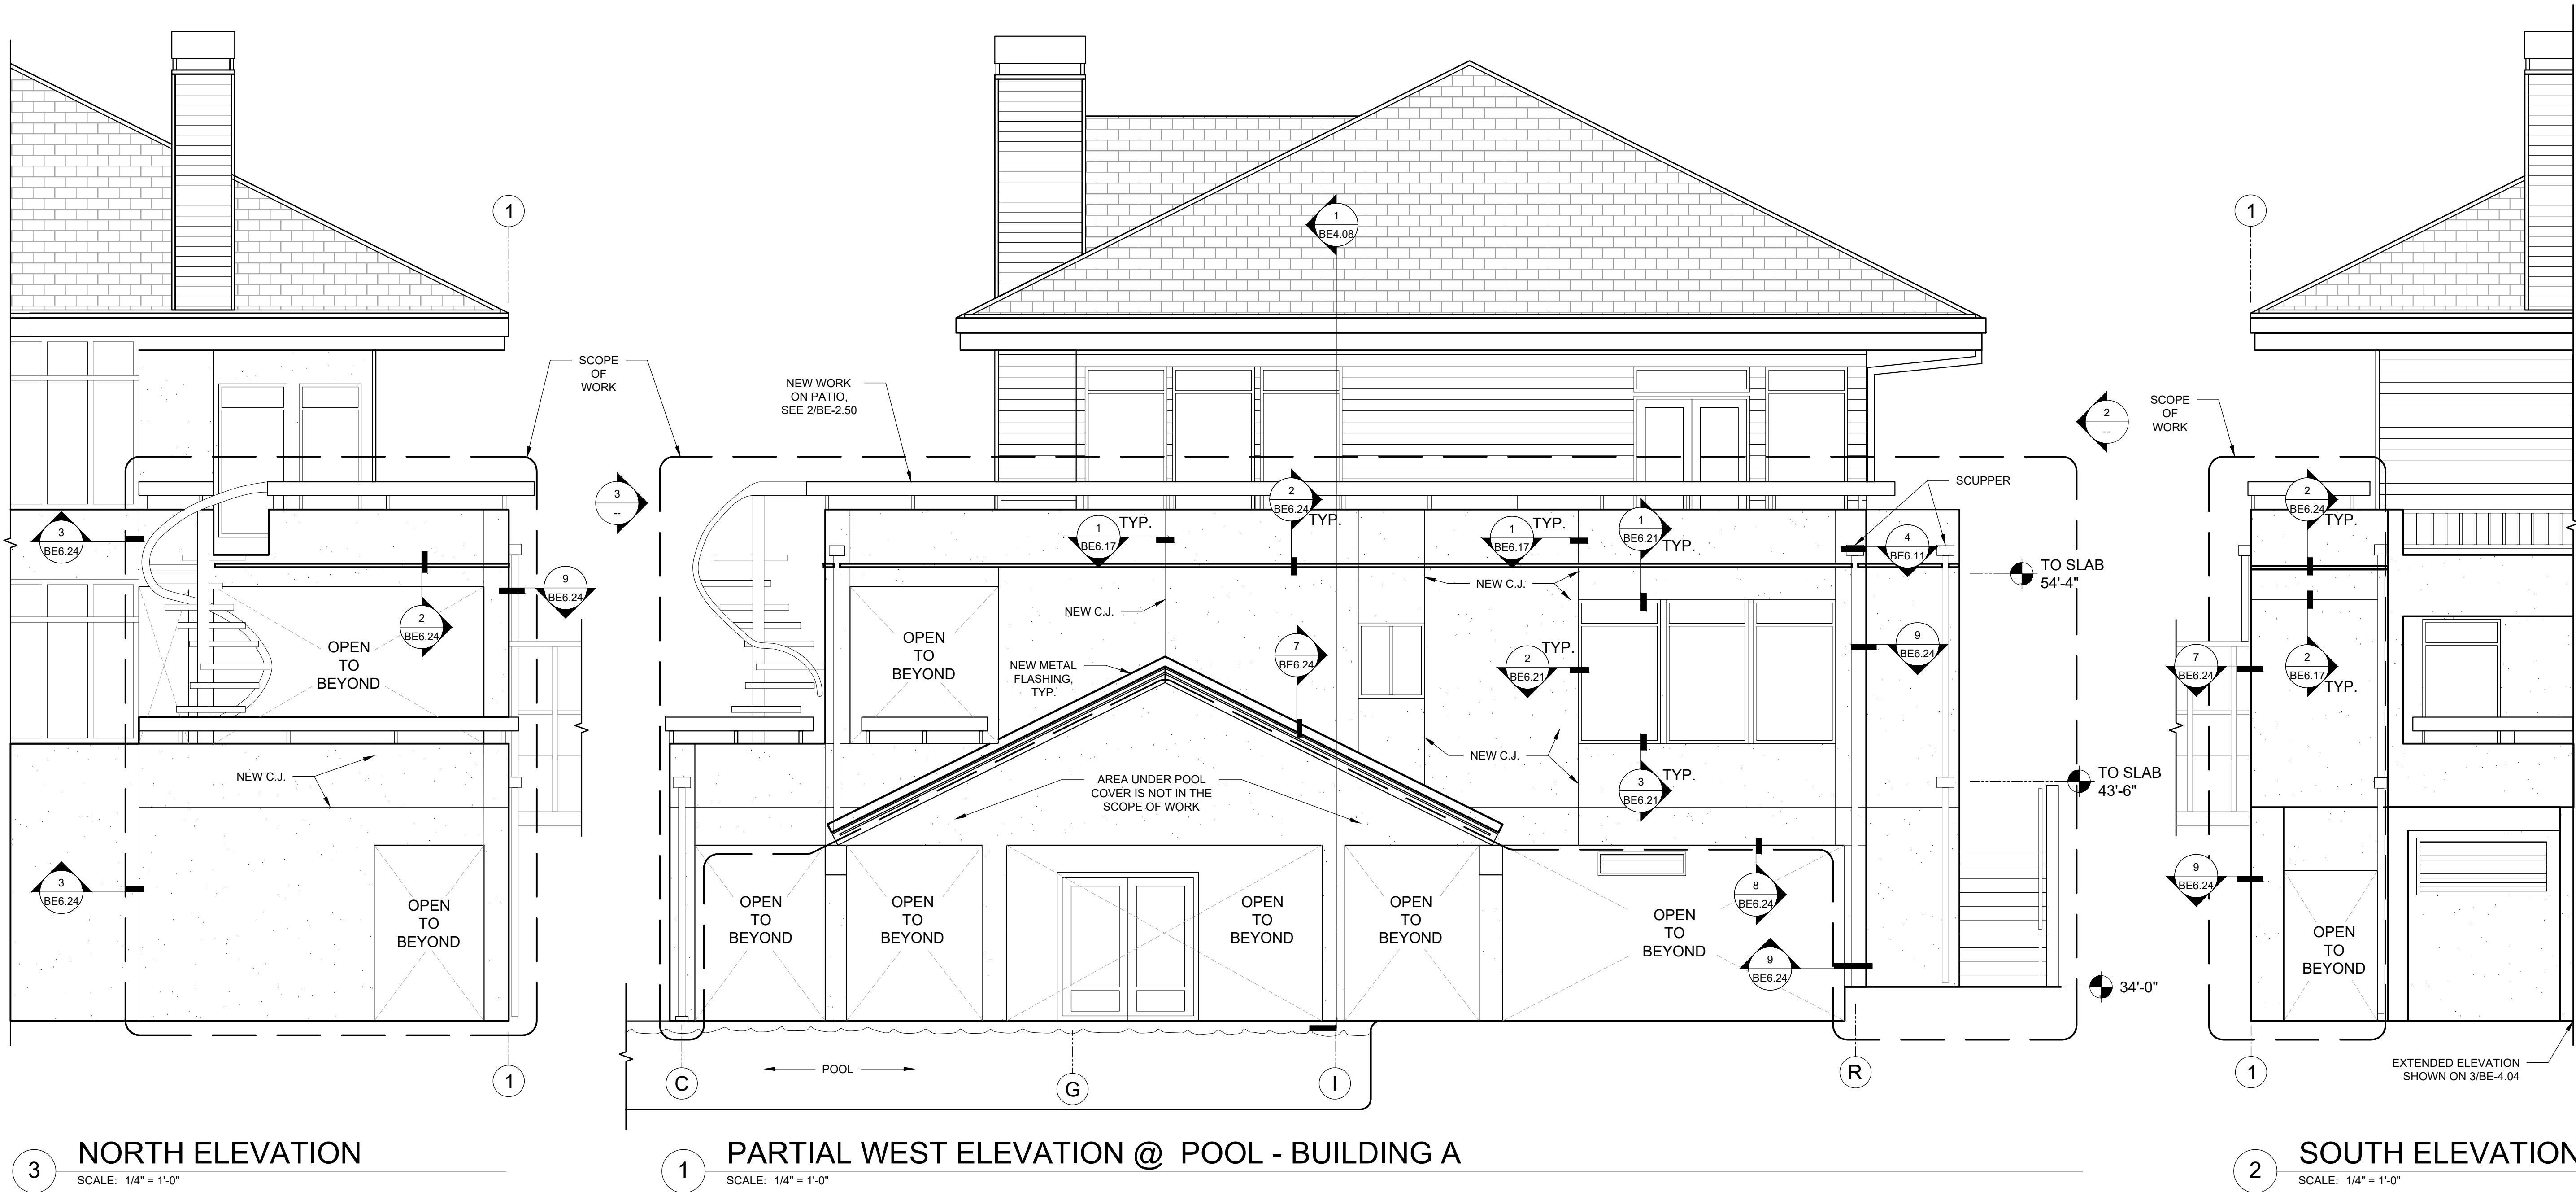 1
SCOPE
OF
WORK
3
BE6.24
9
BE6.24
2
BE6.24
OPEN
TO
BEYOND
NEW C.J.
3
BE6.24
OPEN
TO
BEYOND
1
3
NORTH ELEVATION
SCALE: 1/4" = 1'-0"
1
BE4.08
NEW WORK
ON PATIO,
SEE 2/BE-2.50
3
--
2
BE6.24
TYP.
1
BE6.17
TYP.
1
BE6.17
TYP.
1
BE6.21
TYP.
SCUPPER
4
BE6.11
TO SLAB
54'-4"
NEW C.J.
NEW C.J.
OPEN
TO
BEYOND
NEW METAL
FLASHING,
TYP.
7
BE6.24
2
BE6.21
TYP.
9
BE6.24
NEW C.J.
3
BE6.21
TYP.
TO SLAB
43'-6"
AREA UNDER POOL
COVER IS NOT IN THE
SCOPE OF WORK
OPEN
TO
BEYOND
OPEN
TO
BEYOND
OPEN
TO
BEYOND
OPEN
TO
BEYOND
OPEN
TO
BEYOND
8
BE6.24
9
BE6.24
34'-0"
POOL
C
G
I
R
1
PARTIAL WEST ELEVATION @ POOL - BUILDING A
SCALE: 1/4" = 1'-0"
1
2
--
SCOPE
OF
WORK
2
BE6.24
TYP.
7
BE6.24
2
BE6.17
TYP.
9
BE6.24
OPEN
TO
BEYOND
EXTENDED ELEVATION
SHOWN ON 3/BE-4.04
1
2
SOUTH ELEVATION
SCALE: 1/4" = 1'-0"